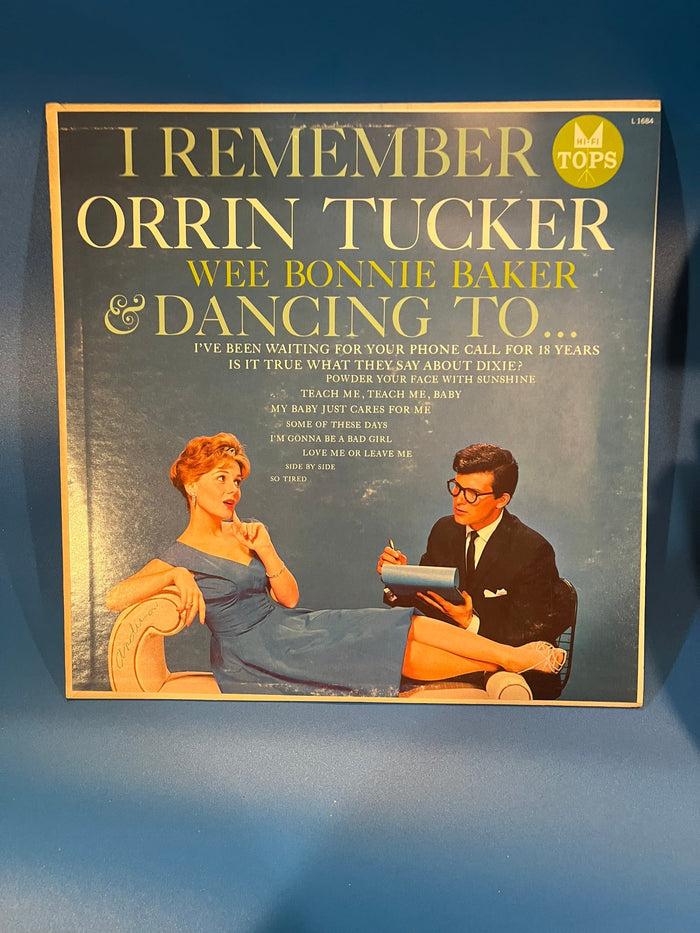 L 1684
I REMEMBER
HI-FI
TOPS
ORRIN TUCKER
WEE BONNIE BAKER
& DANCING TO...
I'VE BEEN WAITING FOR YOUR PHONE CALL FOR 18 YEARS
IS IT TRUE WHAT THEY SAY ABOUT DIXIE?
POWDER YOUR FACE WITH SUNSHINE
TEACH ME, TEACH ME, BABY
MY BABY JUST CARES FOR ME
SOME OF THESE DAYS
I'M GONNA BE A BAD GIRL
LOVE ME OR LEAVE ME
SIDE BY SIDE
SO TIRED